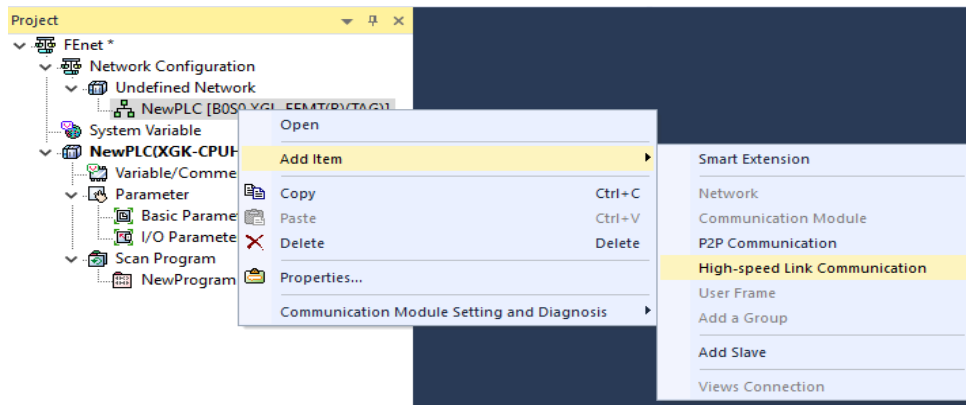 Project
FEnet *
Network Configuration
Undefined Network
NewPLC [B0S0 XGL-EFMT(B)(TAG)]
System Variable
NewPLC(XGK-CPUH
Variable/Comme
Parameter
Basic Parame
I/O Paramete
Scan Program
NewProgram
Open
Add Item
Copy Ctrl+C
Paste Ctrl+V
Delete Delete
Properties...
Communication Module Setting and Diagnosis
Smart Extension
Network
Communication Module
P2P Communication
High-speed Link Communication
User Frame
Add a Group
Add Slave
Views Connection